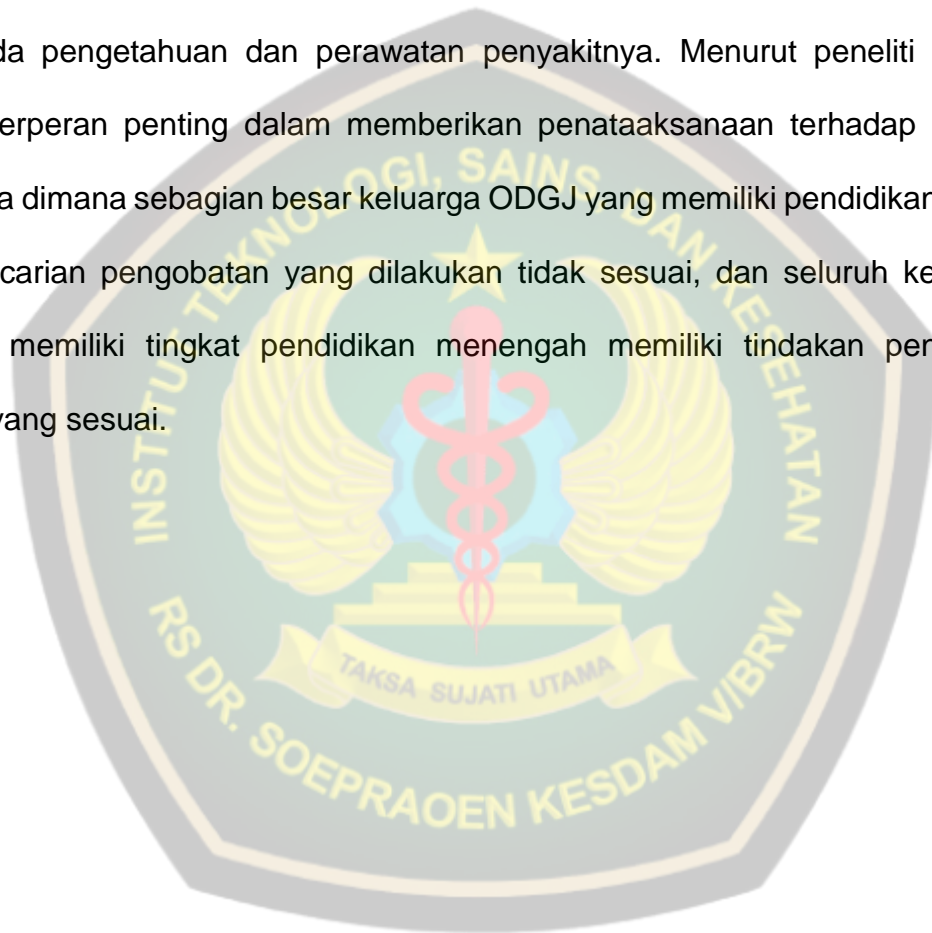 da pengetahuan dan perawatan penyakitnya. Menurut peneliti
erperan penting dalam memberikan penataaksanaan terhadap
a dimana sebagian besar keluarga ODGJ yang memiliki pendidikan
carian pengobatan yang dilakukan tidak sesuai, dan seluruh ke
memiliki tingkat pendidikan menengah memiliki tindakan pen
yang sesuai.
INSTITUT TEKNOLOGI, SAINS, DAN KESEHATAN
TAKSA SUJATI UTAMA
RS DR. SOEPRAOEN KESDAM V/BRW